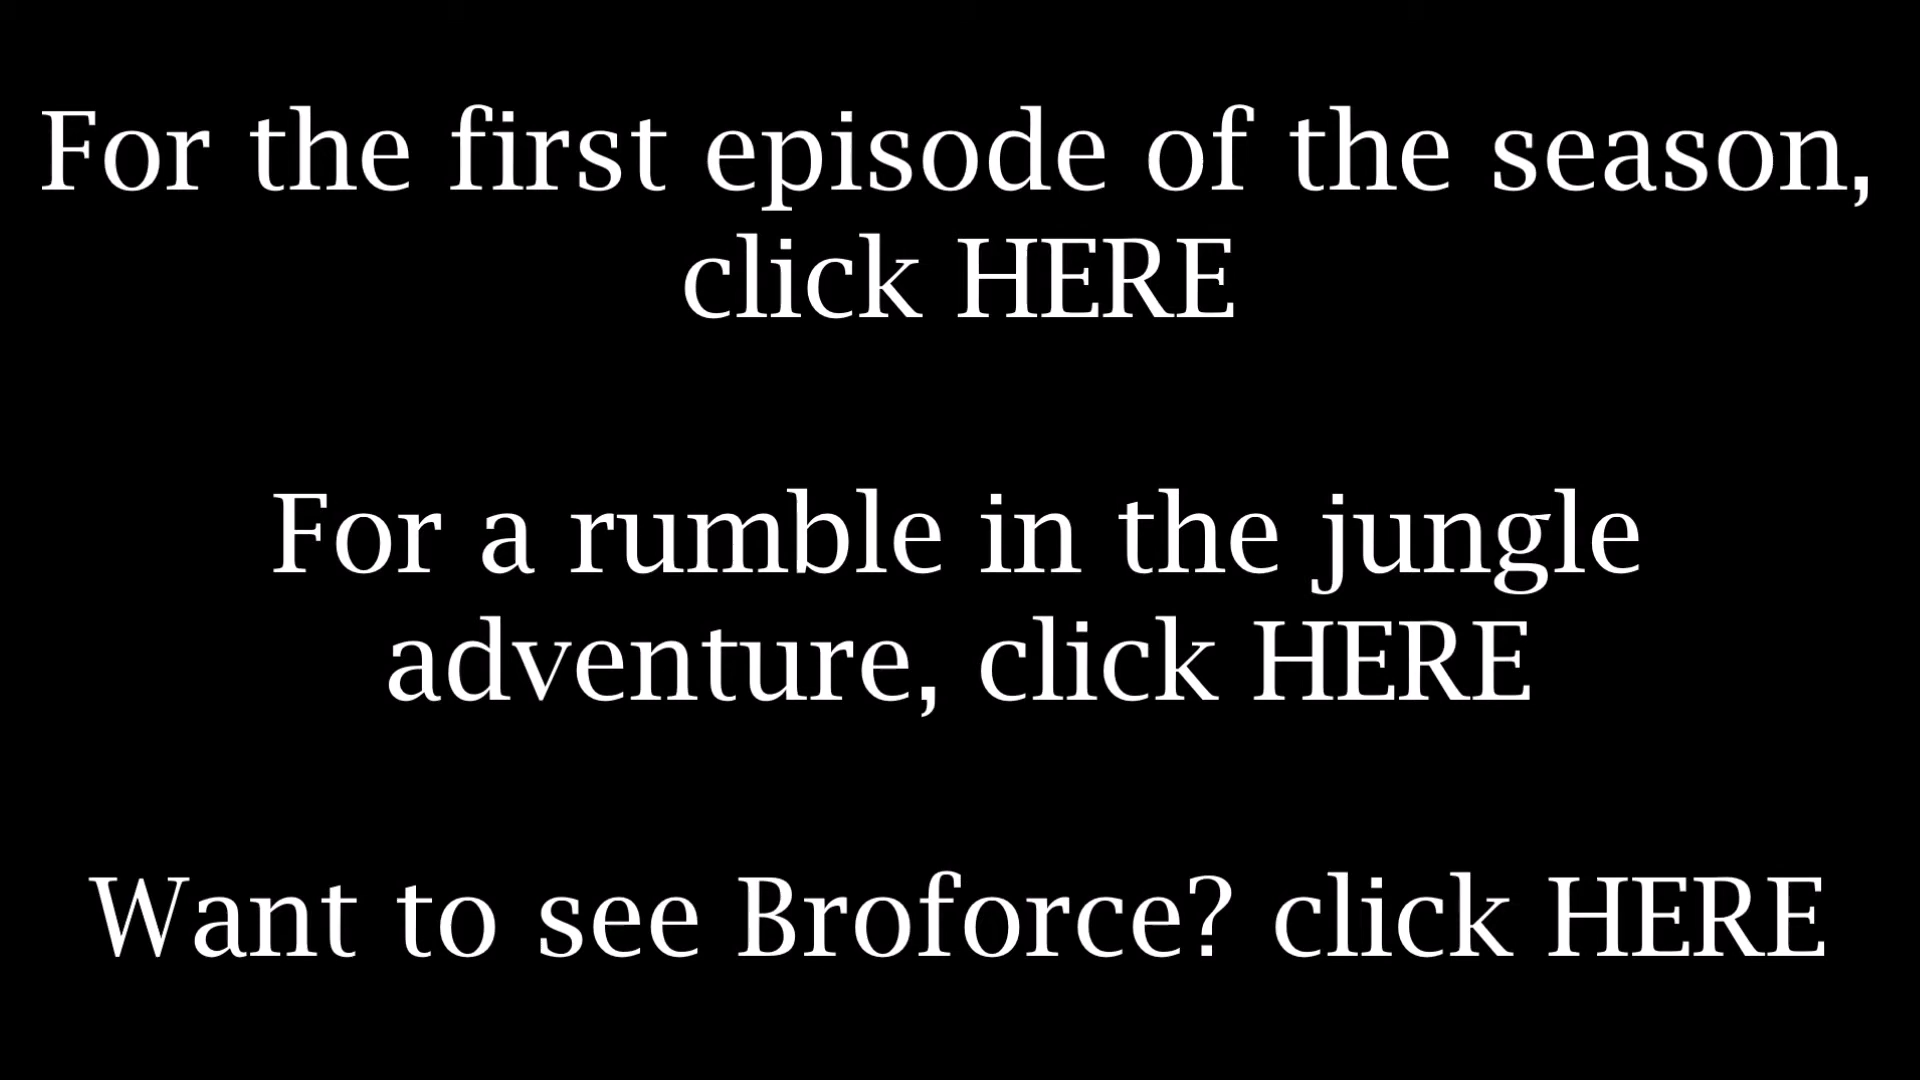 For the first episode of the season,
click HERE
For a rumble in the jungle
adventure, click HERE
Want to see Broforce? click HERE